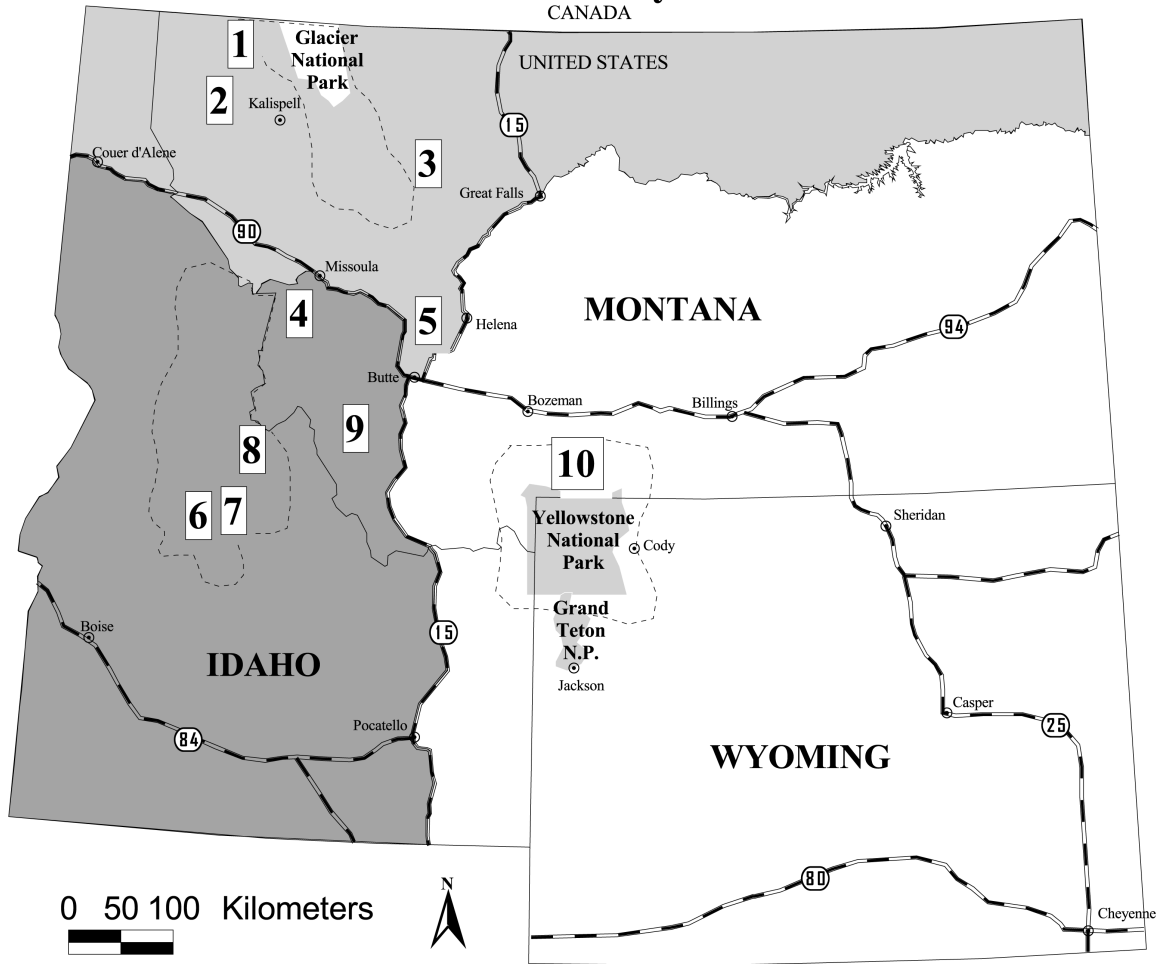 CANADA
UNITED STATES
1
Glacier
National
Park
2
Kalispell
15
Couer d'Alene
3
Great Falls
90
Missoula
4
5
Helena
MONTANA
94
Butte
Bozeman
Billings
9
8
10
6
7
Yellowstone
National
Park
Cody
Sheridan
Grand
Teton
N.P.
Jackson
Boise
15
IDAHO
Pocatello
84
Casper
25
WYOMING
80
Cheyenne
0 50 100 Kilometers
N